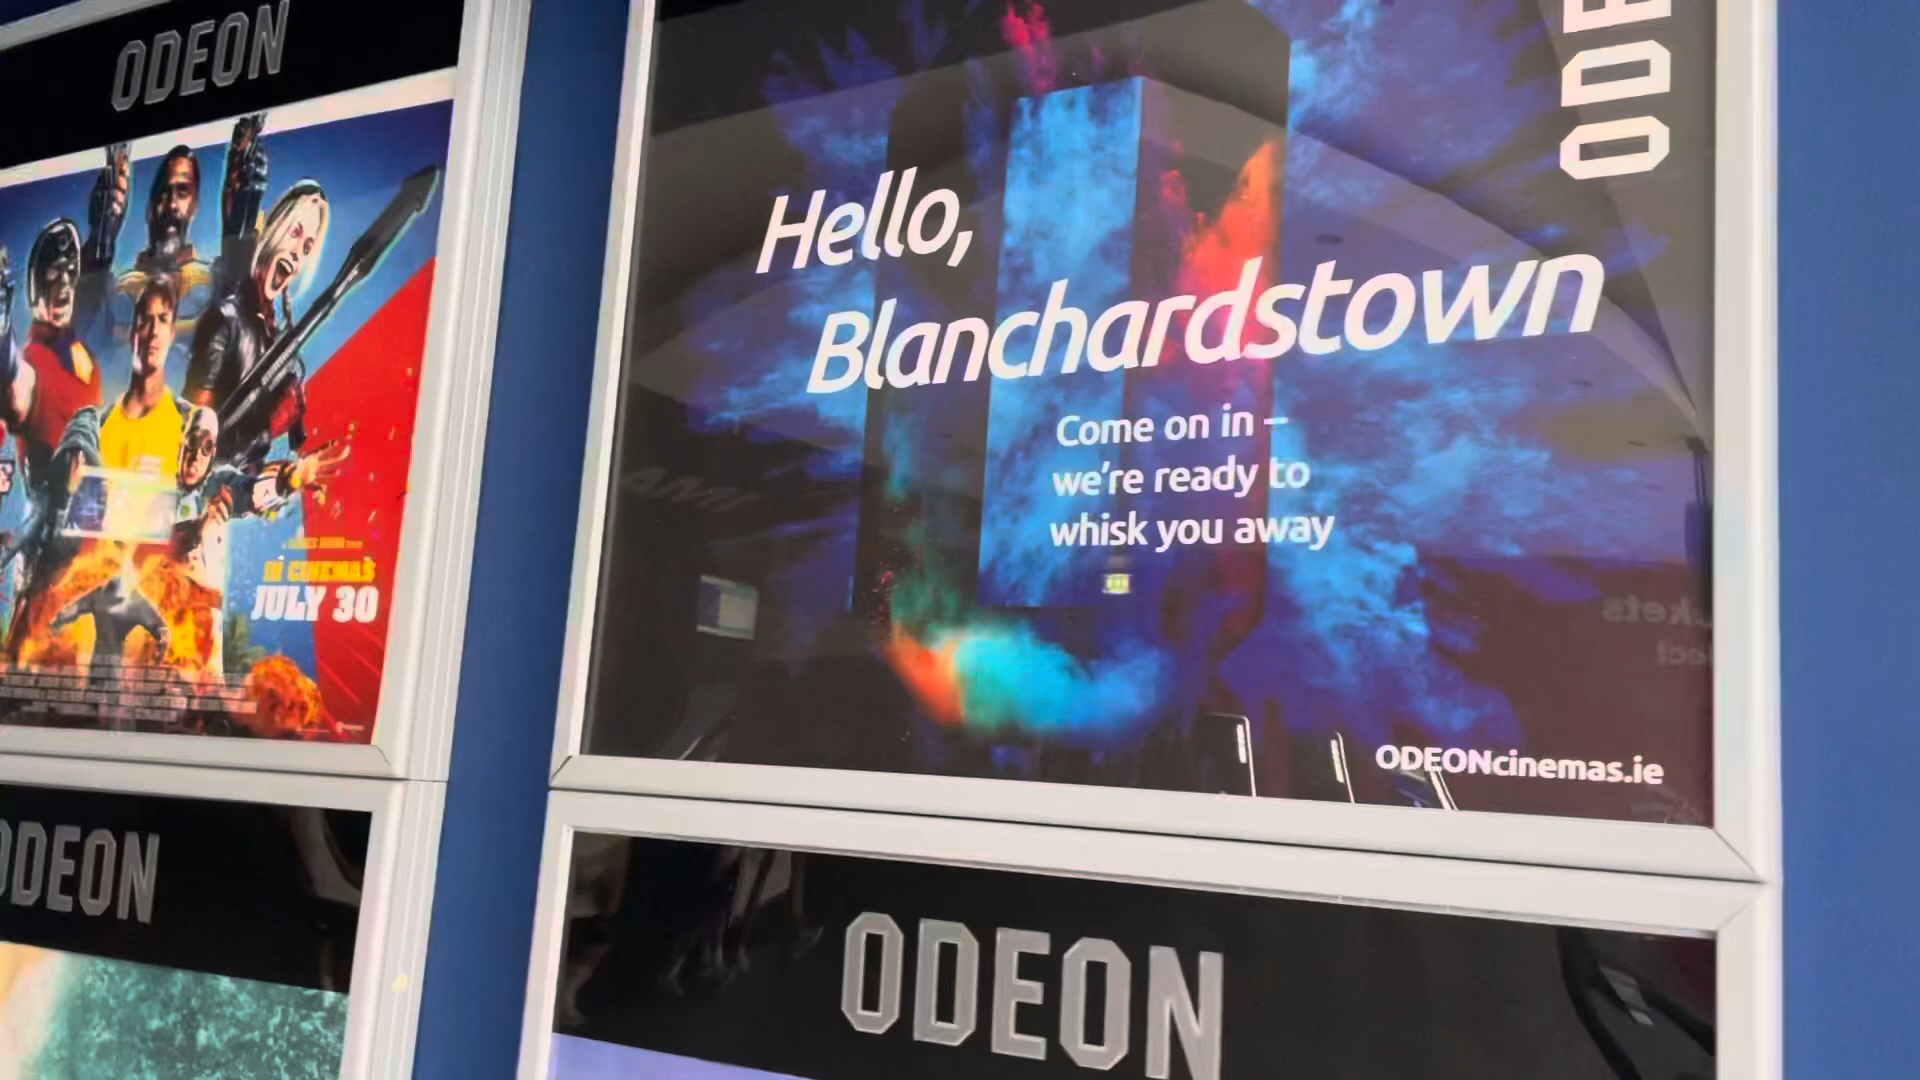 ODEON
IN CINEMAS
JULY 30
ODEON
ODE
Hello,
Blanchardstown
Come on in –
we're ready to
whisk you away
ODEONcinemas.ie
ODEON